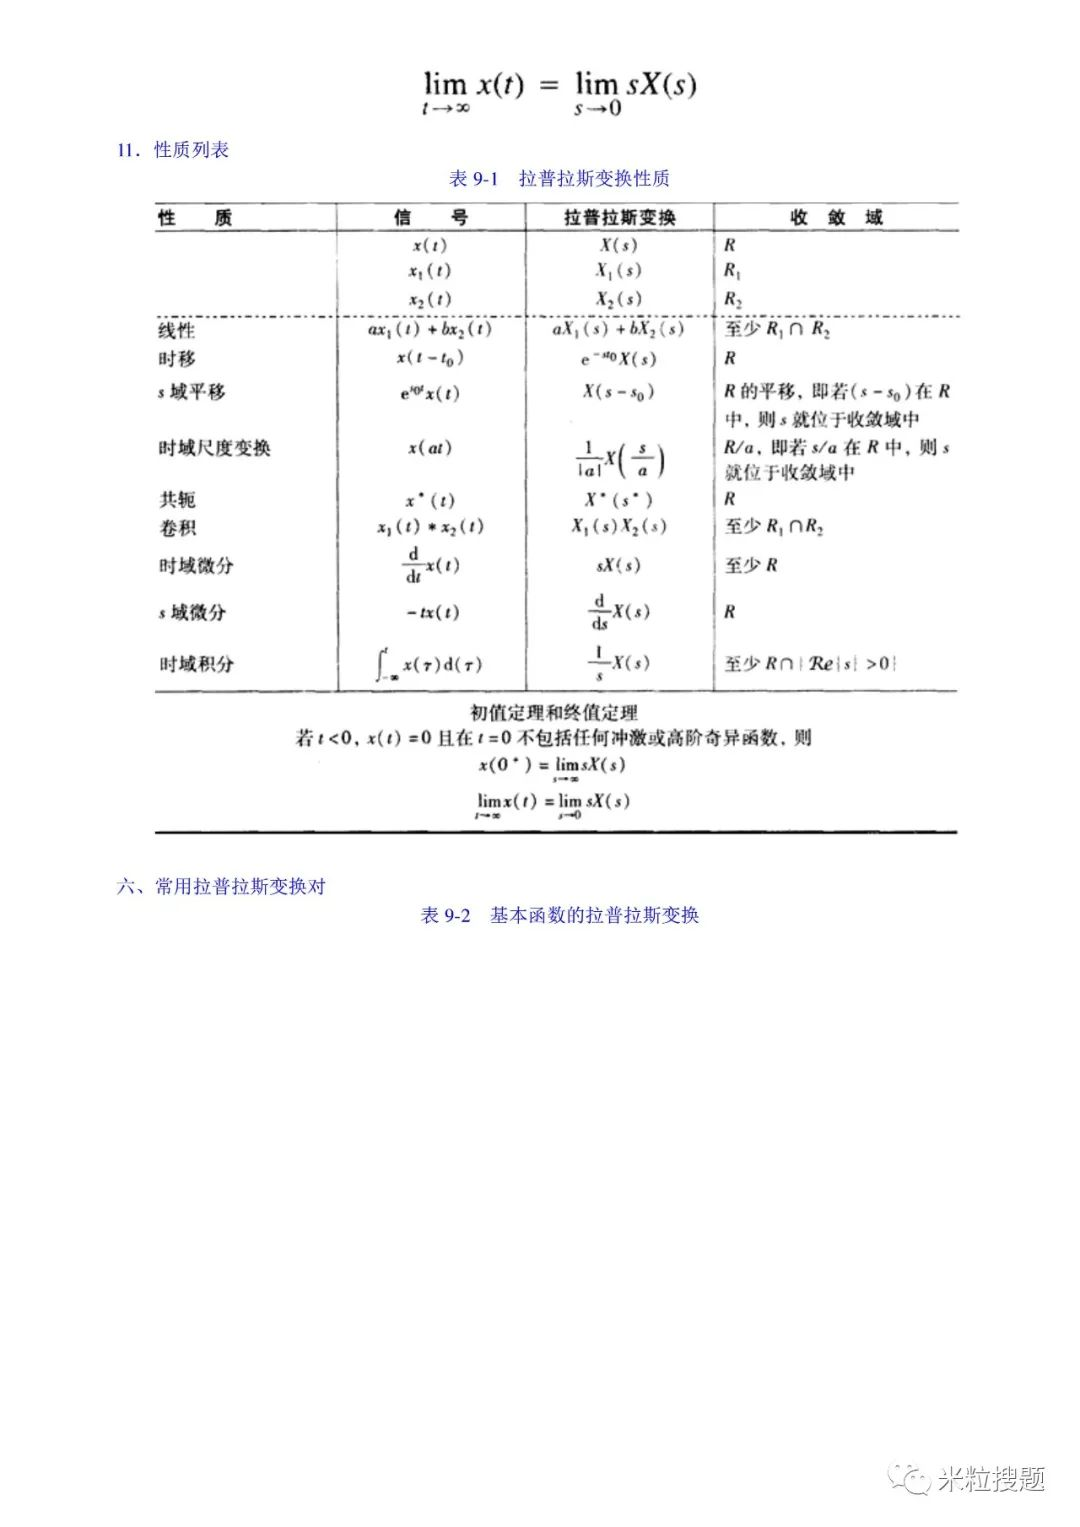 lim x(t) = lim sX(s)
t→∞ s→0
11．性质列表
表 9-1 拉普拉斯变换性质
性 质 信 号 拉普拉斯变换 收 敛 域
x(t) X(s) R
x₁(t) X₁(s) R₁
x₂(t) X₂(s) R₂
线性 ax₁(t)+bx₂(t) aX₁(s)+bX₂(s) 至少 R₁∩R₂
时移 x(t-t₀) e^(-st₀)X(s) R
s 域平移 e^(s₀t)x(t) X(s-s₀) R 的平移，即若(s-s₀)在 R
中，则 s 就位于收敛域中
时域尺度变换 x(at) 1/|a| X(s/a) R/a，即若 s/a 在 R 中，则 s
就位于收敛域中
共轭 x*(t) X*(s*) R
卷积 x₁(t)*x₂(t) X₁(s)X₂(s) 至少 R₁∩R₂
时域微分 d/dt x(t) sX(s) 至少 R
s 域微分 -tx(t) d/ds X(s) R
时域积分 ∫_{-∞}^{t} x(τ)d(τ) 1/s X(s) 至少 R∩{Re{s}>0}
初值定理和终值定理
若 t<0，x(t)=0 且在 t=0 不包括任何冲激或高阶奇异函数，则
x(0⁺)=lim sX(s)
s→∞
lim x(t)=lim sX(s)
t→∞ s→0
六、常用拉普拉斯变换对
表 9-2 基本函数的拉普拉斯变换
米粒搜题